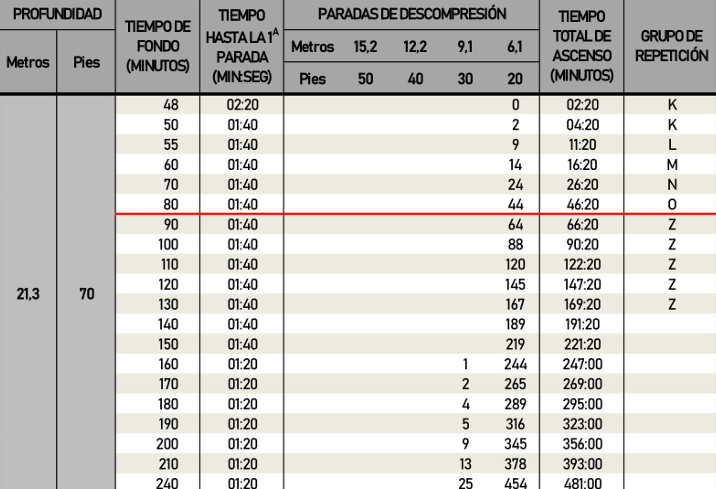 PROFUNDIDAD TIEMPO DE FONDO (MINUTOS) TIEMPO HASTA LA 1ᴬ PARADA (MIN:SEG) PARADAS DE DESCOMPRESIÓN TIEMPO TOTAL DE ASCENSO (MINUTOS) GRUPO DE REPETICIÓN
Metros Pies Metros 15,2 12,2 9,1 6,1
Pies 50 40 30 20
48 02:20 0 02:20 K
50 01:40 2 04:20 K
55 01:40 9 11:20 L
60 01:40 14 16:20 M
70 01:40 24 26:20 N
80 01:40 44 46:20 O
90 01:40 64 66:20 Z
100 01:40 88 90:20 Z
110 01:40 120 122:20 Z
120 01:40 145 147:20 Z
21,3 70
130 01:40 167 169:20 Z
140 01:40 189 191:20
150 01:40 219 221:20
160 01:20 1 244 247:00
170 01:20 2 265 269:00
180 01:20 4 289 295:00
190 01:20 5 316 323:00
200 01:20 9 345 356:00
210 01:20 13 378 393:00
240 01:20 25 454 481:00